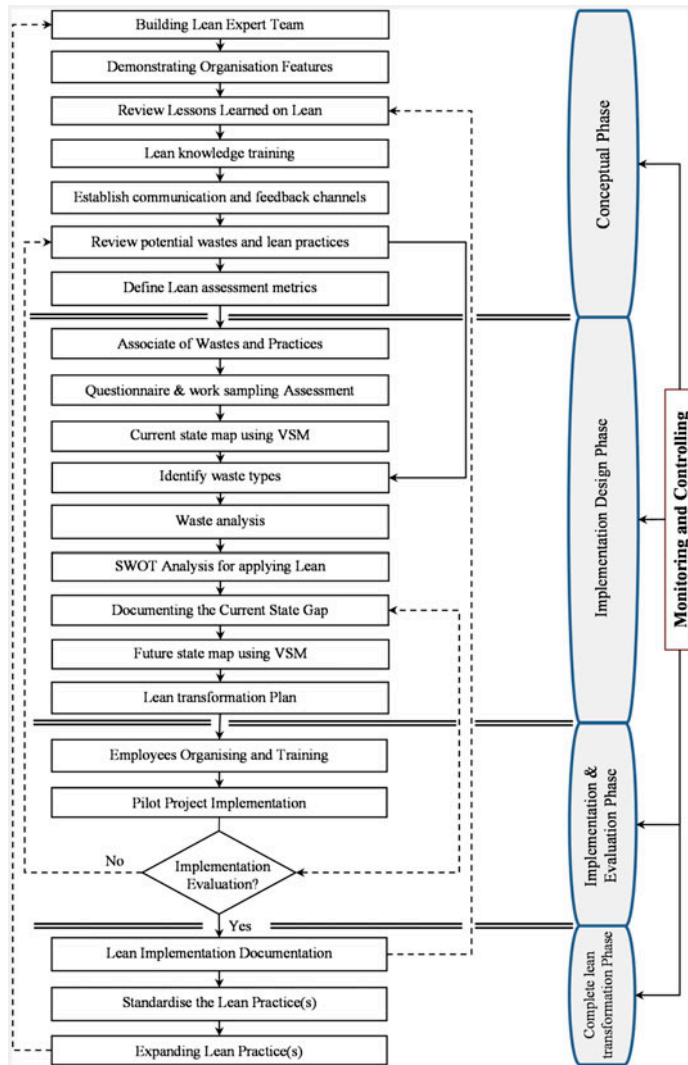 Building Lean Expert Team
Demonstrating Organisation Features
Review Lessons Learned on Lean
Lean knowledge training
Establish communication and feedback channels
Review potential wastes and lean practices
Define Lean assessment metrics
Associate of Wastes and Practices
Questionnaire & work sampling Assessment
Current state map using VSM
Identify waste types
Waste analysis
SWOT Analysis for applying Lean
Documenting the Current State Gap
Future state map using VSM
Lean transformation Plan
Employees Organising and Training
Pilot Project Implementation
No
Implementation
Evaluation?
Yes
Lean Implementation Documentation
Standardise the Lean Practice(s)
Expanding Lean Practice(s)
Conceptual Phase
Implementation Design Phase
Implementation &
Evaluation Phase
Complete lean
transformation Phase
Monitoring and Controlling